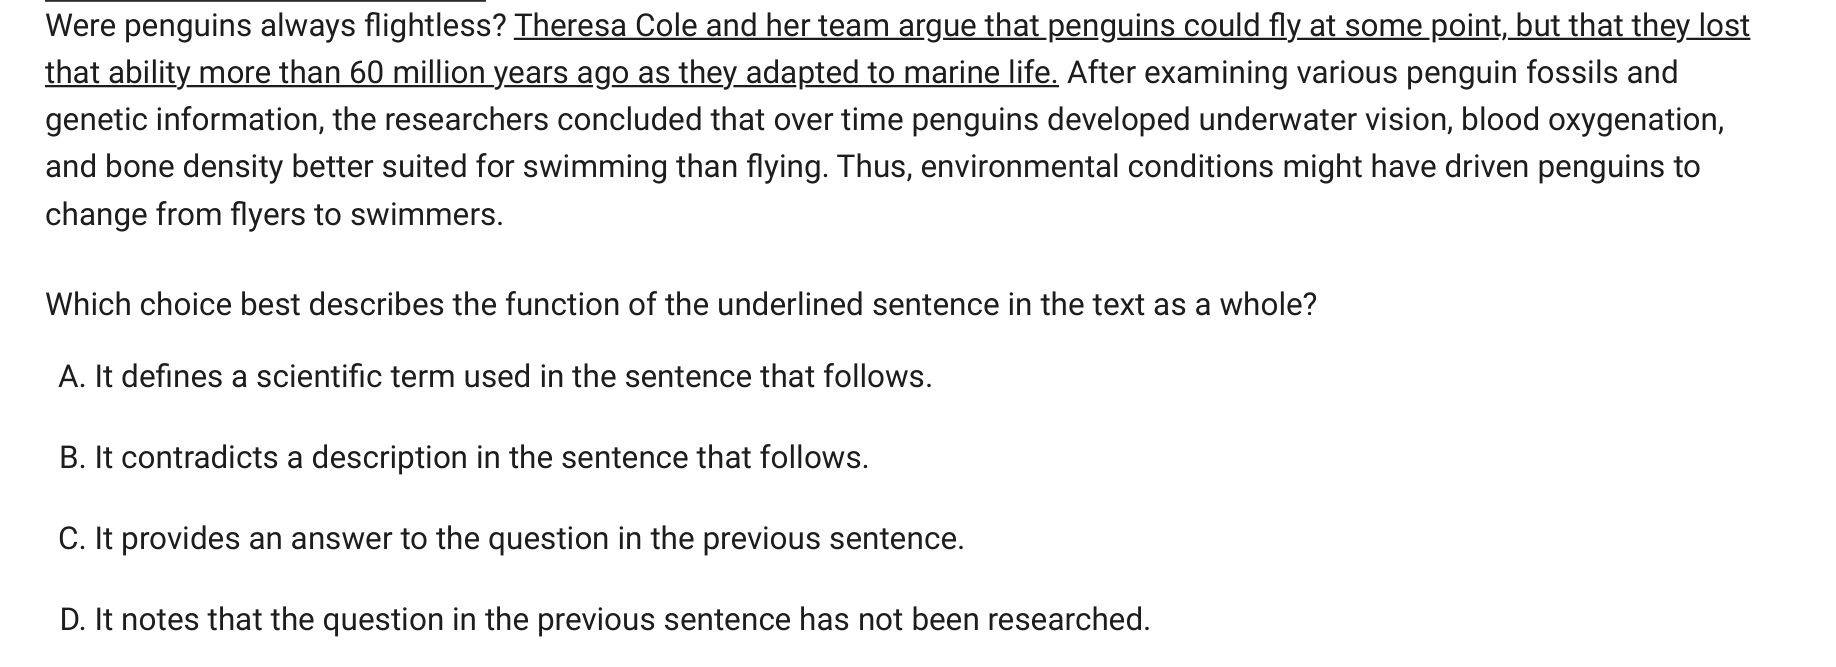 Were penguins always flightless? Theresa Cole and her team argue that penguins could fly at some point, but that they lost
that ability more than 60 million years ago as they adapted to marine life. After examining various penguin fossils and
genetic information, the researchers concluded that over time penguins developed underwater vision, blood oxygenation,
and bone density better suited for swimming than flying. Thus, environmental conditions might have driven penguins to
change from flyers to swimmers.
Which choice best describes the function of the underlined sentence in the text as a whole?
A. It defines a scientific term used in the sentence that follows.
B. It contradicts a description in the sentence that follows.
C. It provides an answer to the question in the previous sentence.
D. It notes that the question in the previous sentence has not been researched.